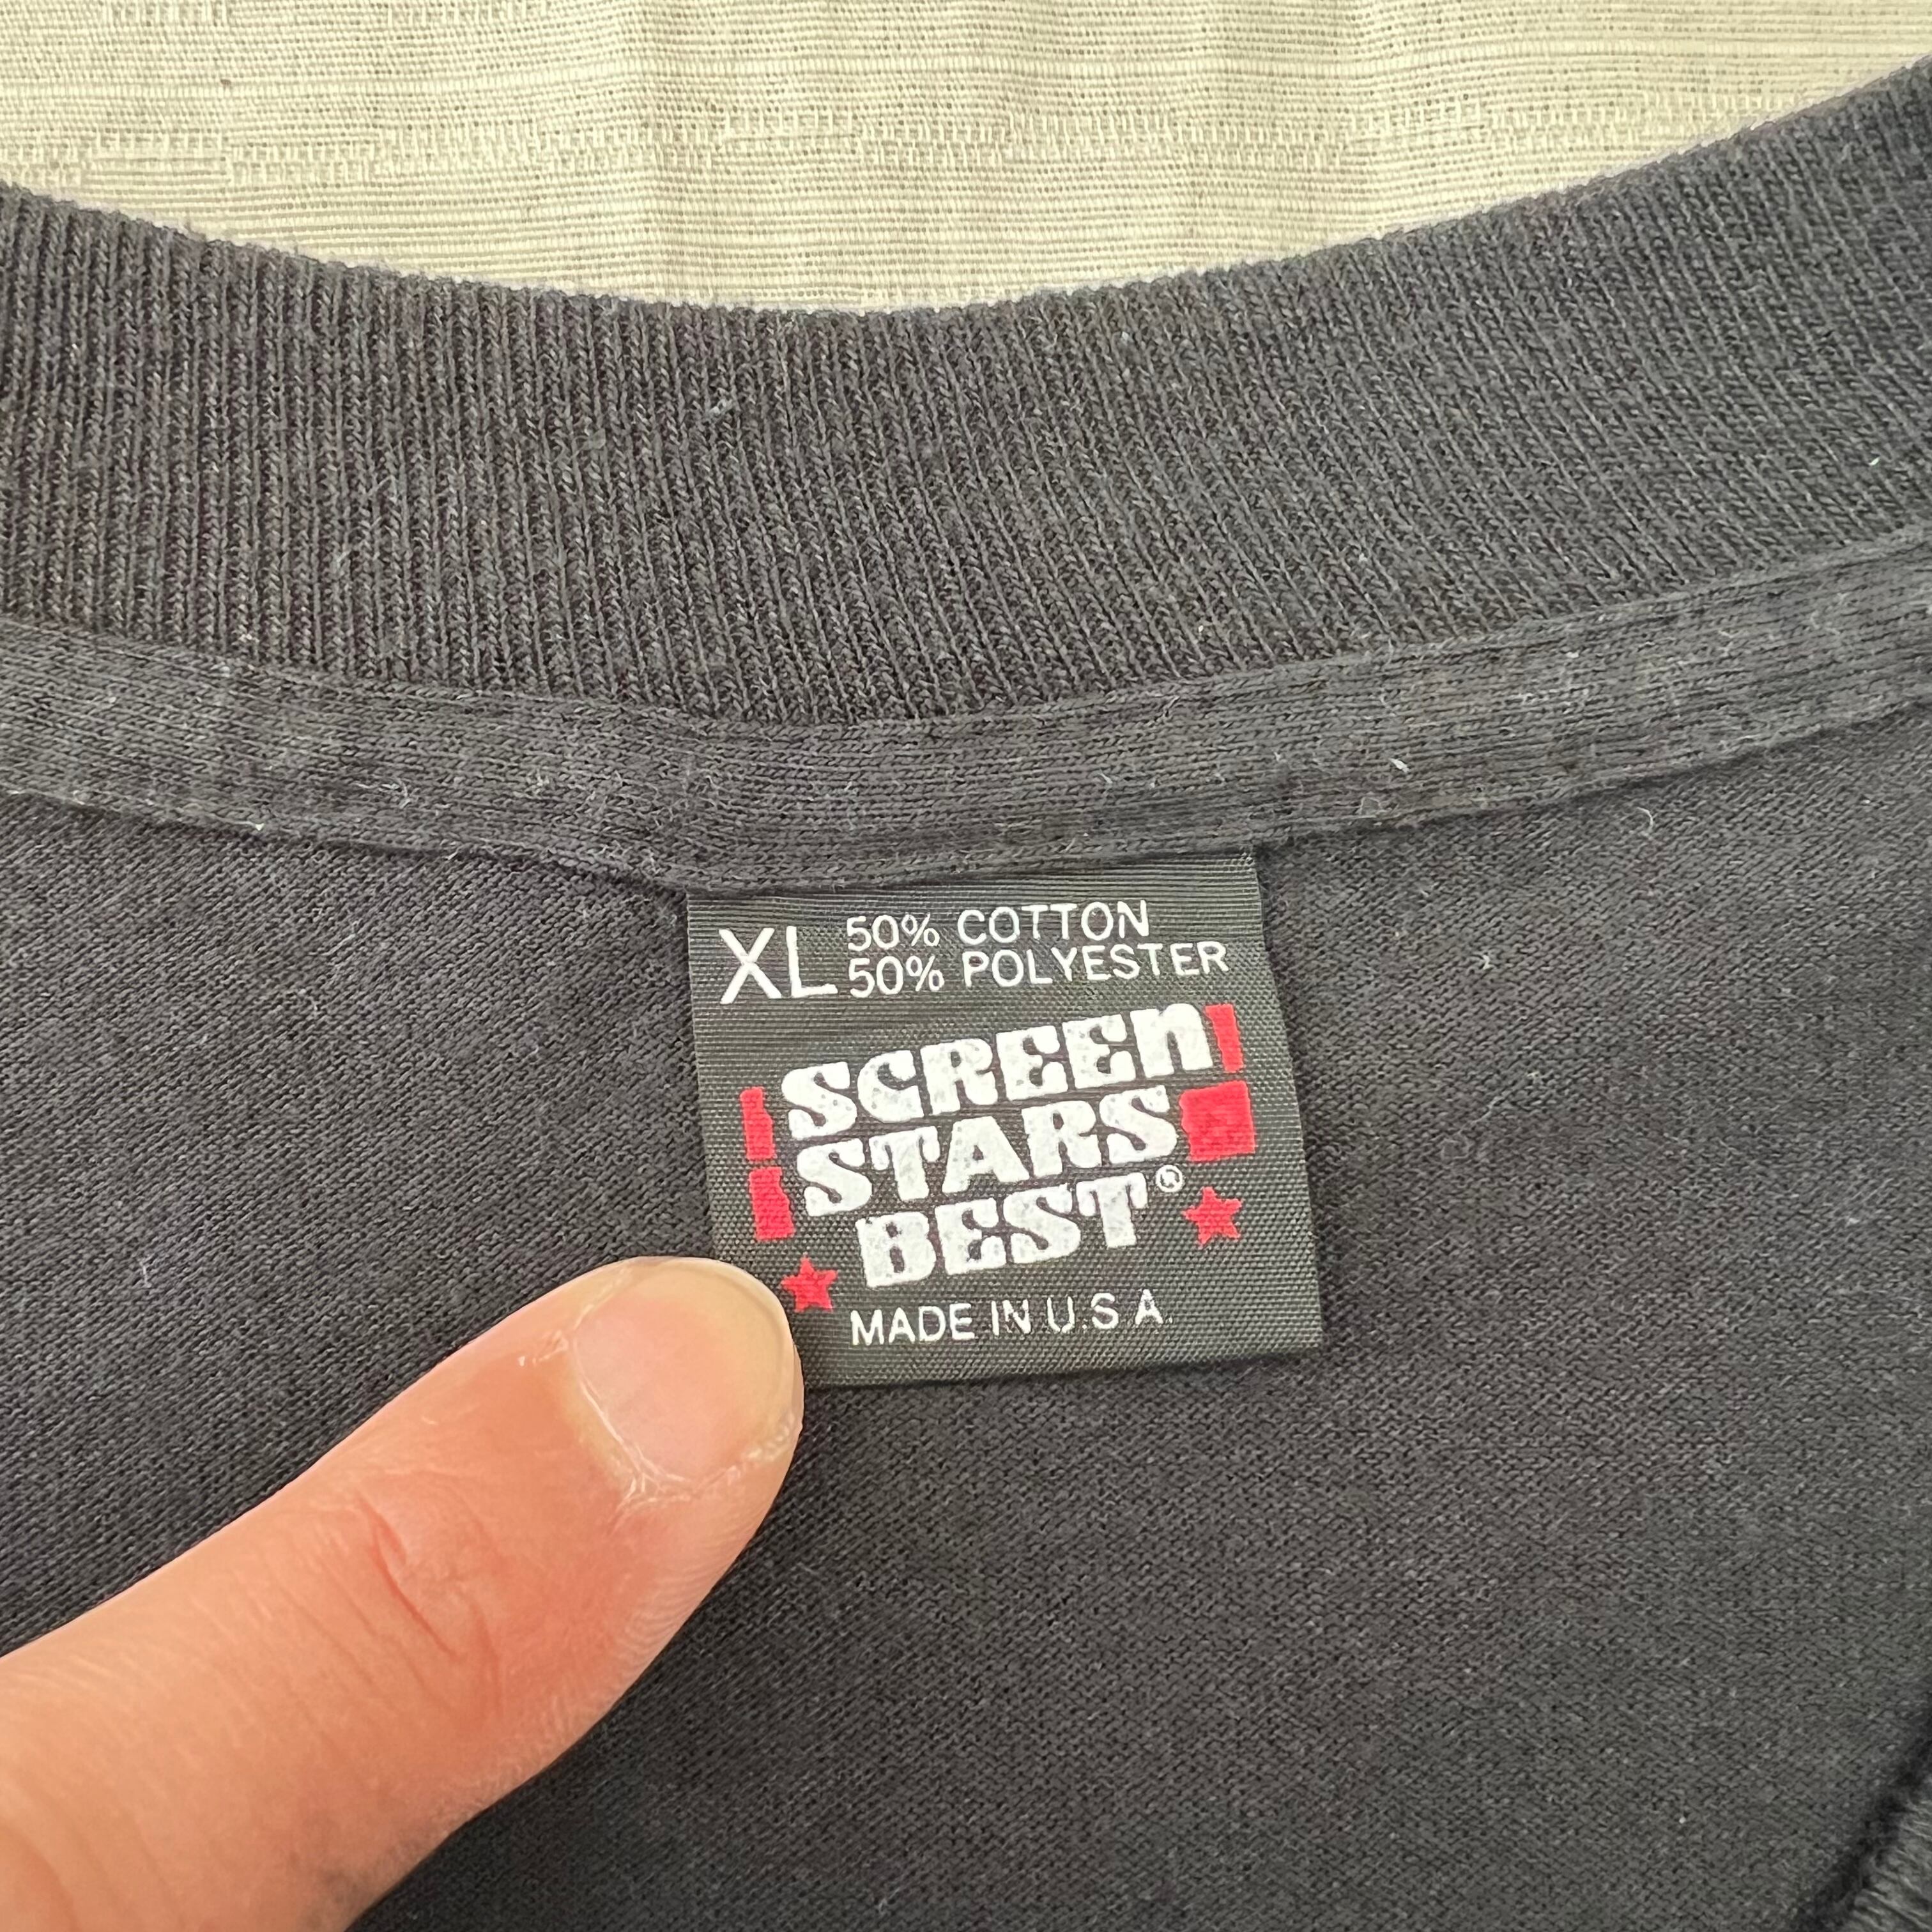 XL 50% COTTON
50% POLYESTER
SCREEN
STARS
BEST®
MADE IN U.S.A.